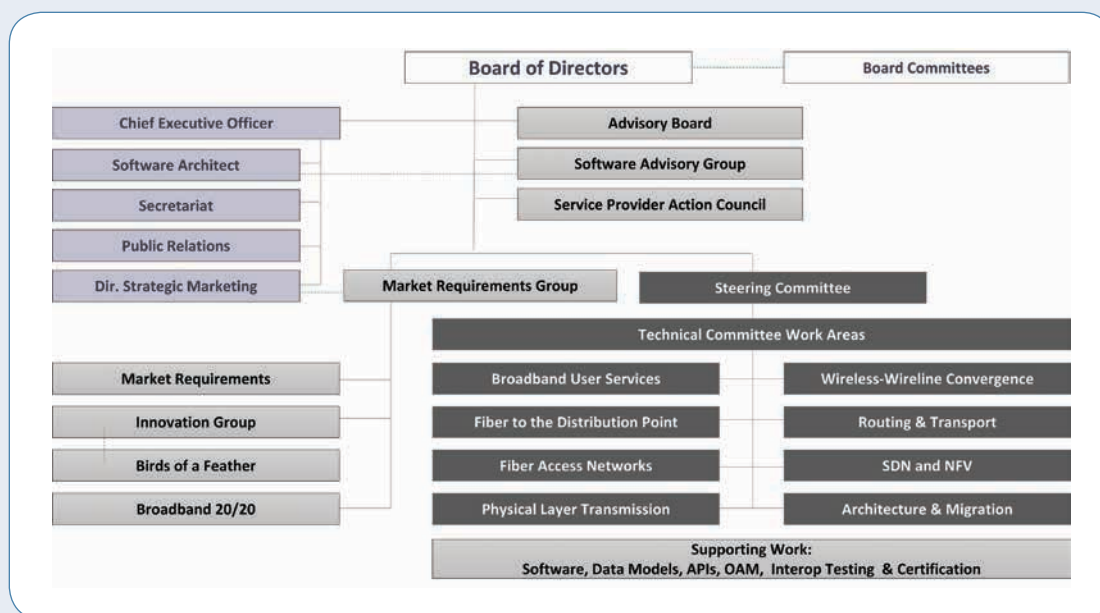 Board of Directors
Board Committees
Chief Executive Officer
Advisory Board
Software Architect
Software Advisory Group
Secretariat
Service Provider Action Council
Public Relations
Dir. Strategic Marketing
Market Requirements Group
Steering Committee
Technical Committee Work Areas
Market Requirements
Broadband User Services
Wireless-Wireline Convergence
Innovation Group
Fiber to the Distribution Point
Routing & Transport
Birds of a Feather
Fiber Access Networks
SDN and NFV
Broadband 20/20
Physical Layer Transmission
Architecture & Migration
Supporting Work:
Software, Data Models, APIs, OAM, Interop Testing & Certification